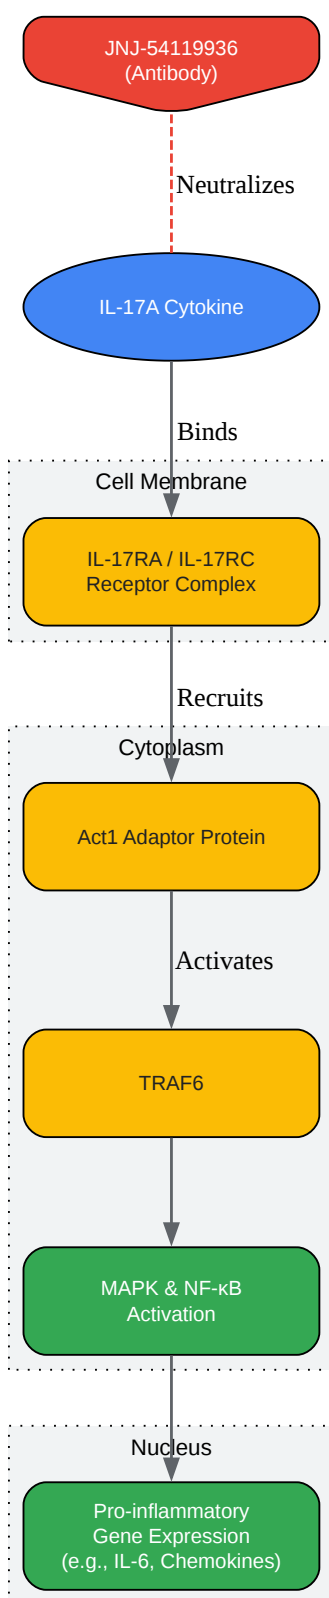 JNJ-54119936
(Antibody)
Neutralizes
IL-17A Cytokine
Binds
Cell Membrane
IL-17RA / IL-17RC
Receptor Complex
Recruits
Cytoplasm
Act1 Adaptor Protein
Activates
TRAF6
MAPK & NF-κB
Activation
Nucleus
Pro-inflammatory
Gene Expression
(e.g., IL-6, Chemokines)